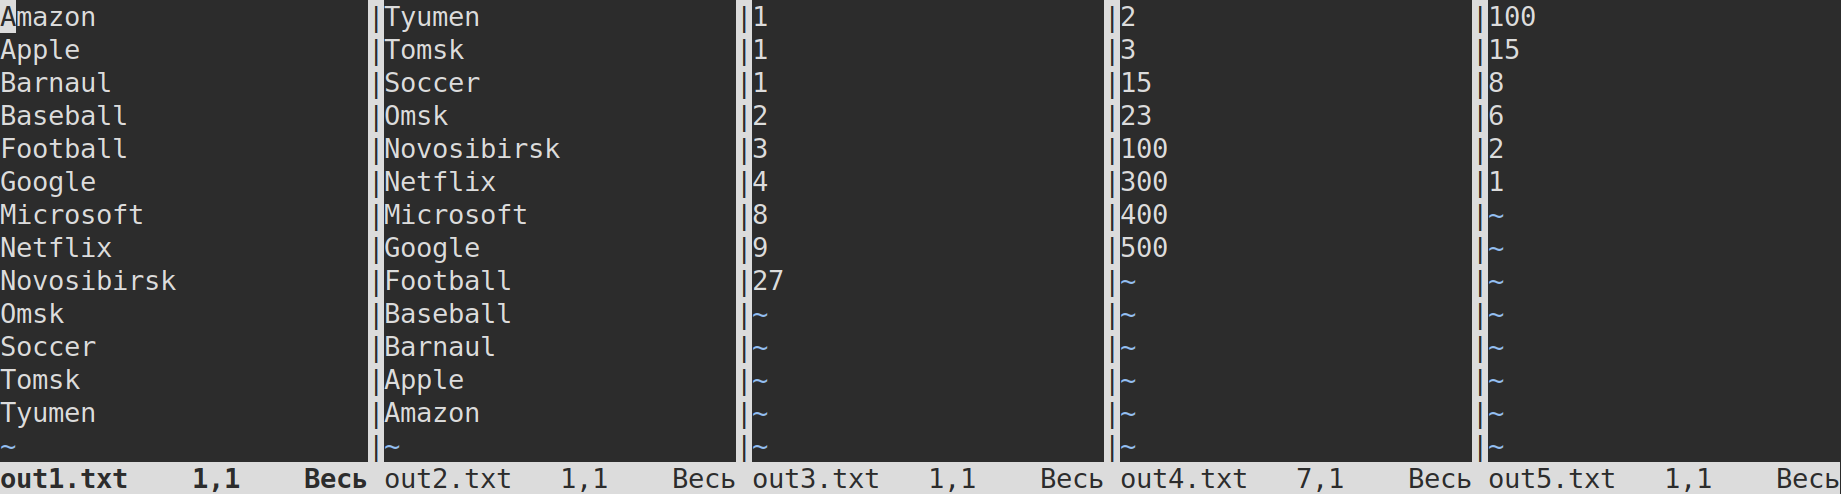 Amazon |Tyumen |1 |2 |100
Apple |Tomsk |1 |3 |15
Barnaul |Soccer |1 |15 |8
Baseball |Omsk |2 |23 |6
Football |Novosibirsk |3 |100 |2
Google |Netflix |4 |300 |1
Microsoft |Microsoft |8 |400 |~
Netflix |Google |9 |500 |~
Novosibirsk |Football |27 |~ |~
Omsk |Baseball |~ |~ |~
Soccer |Barnaul |~ |~ |~
Tomsk |Apple |~ |~ |~
Tyumen |Amazon |~ |~ |~
~ |~ |~ |~ |~
out1.txt 1,1 Весь out2.txt 1,1 Весь out3.txt 1,1 Весь out4.txt 7,1 Весь out5.txt 1,1 Весь